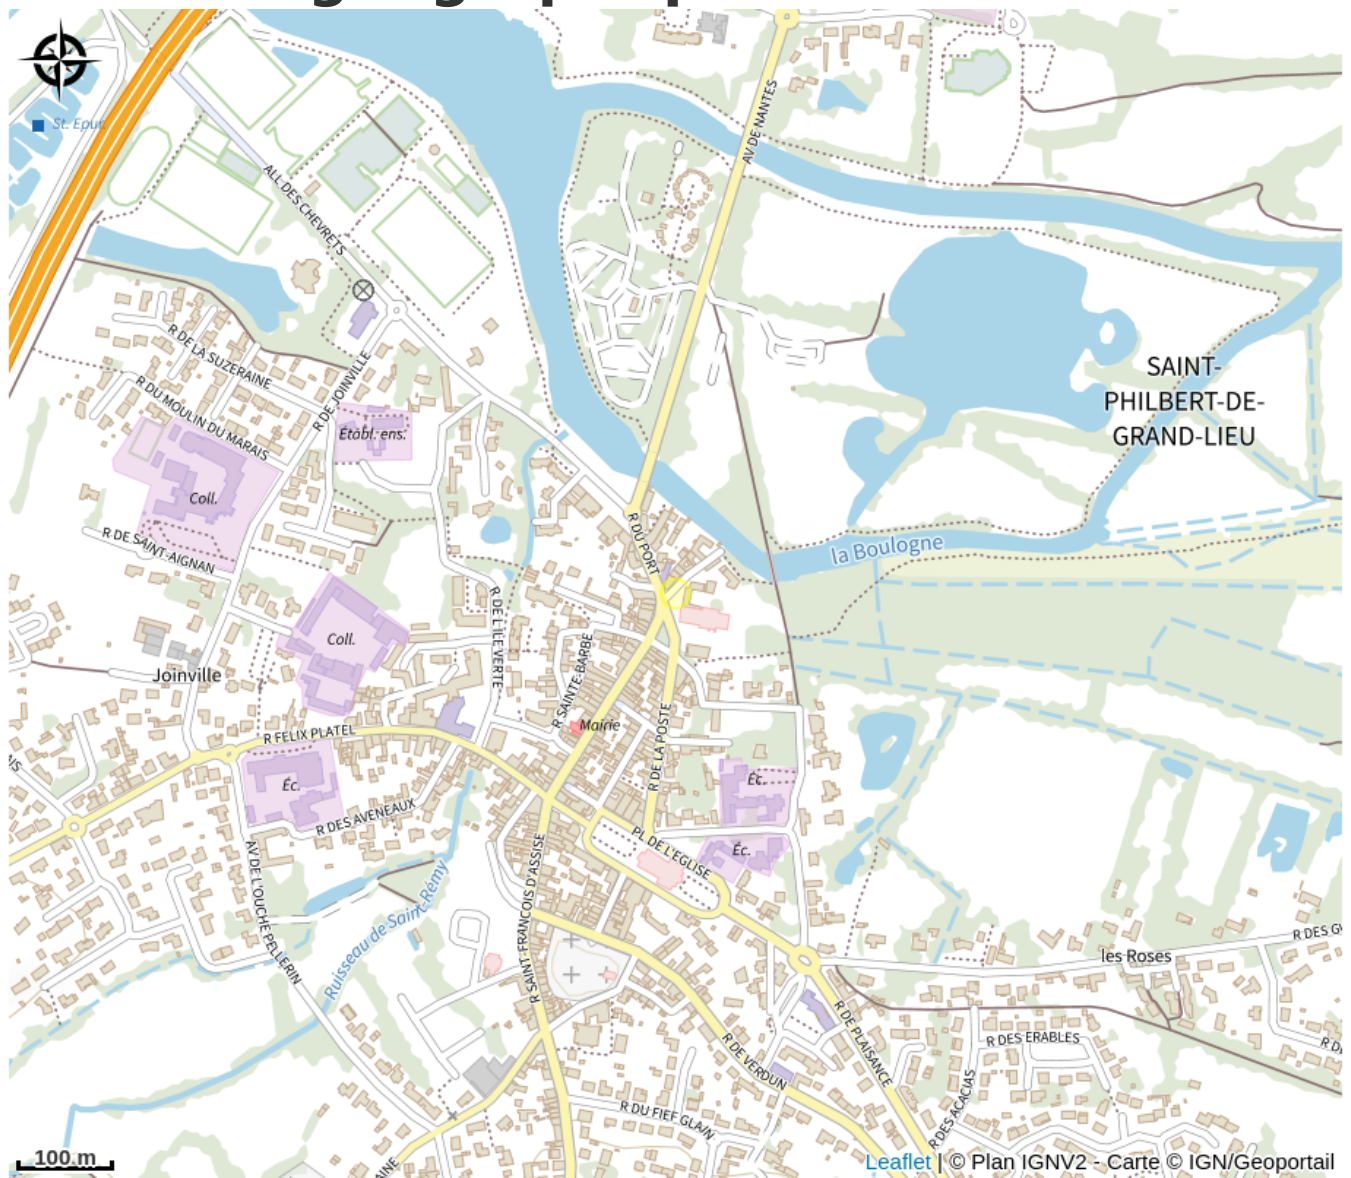 St. Epur.
AV DE NANTES
ALL DES CHEVRETS
R DE LA SUZERAINE
R DU MOULIN DU MARAIS
R DE JOINVILLE
Établ. ens.
SAINT-
PHILBERT-DE-
GRAND-LIEU
Coll.
R DE SAINT-AIGNAN
R DU PORT
la Boulogne
Coll.
R DE L'ILE VERTE
R SAINTE-BARBE
Joinville
Mairie
R FELIX PLATEL
R DE LA POSTE
Éc.
Éc.
R DES AVENEAUX
PL DE L'EGLISE
Éc.
AV DE L'OUCHE PELLERIN
R SAINT-FRANCOIS D'ASSISE
Ruisseau de Saint-Rémy
les Roses
R DE PLAISANCE
R DES ERABLES
R DE VERDUN
R DES ACACIAS
R DU FIEF GLAIN
100 m
Leaflet | © Plan IGNV2 - Carte © IGN/Geoportail